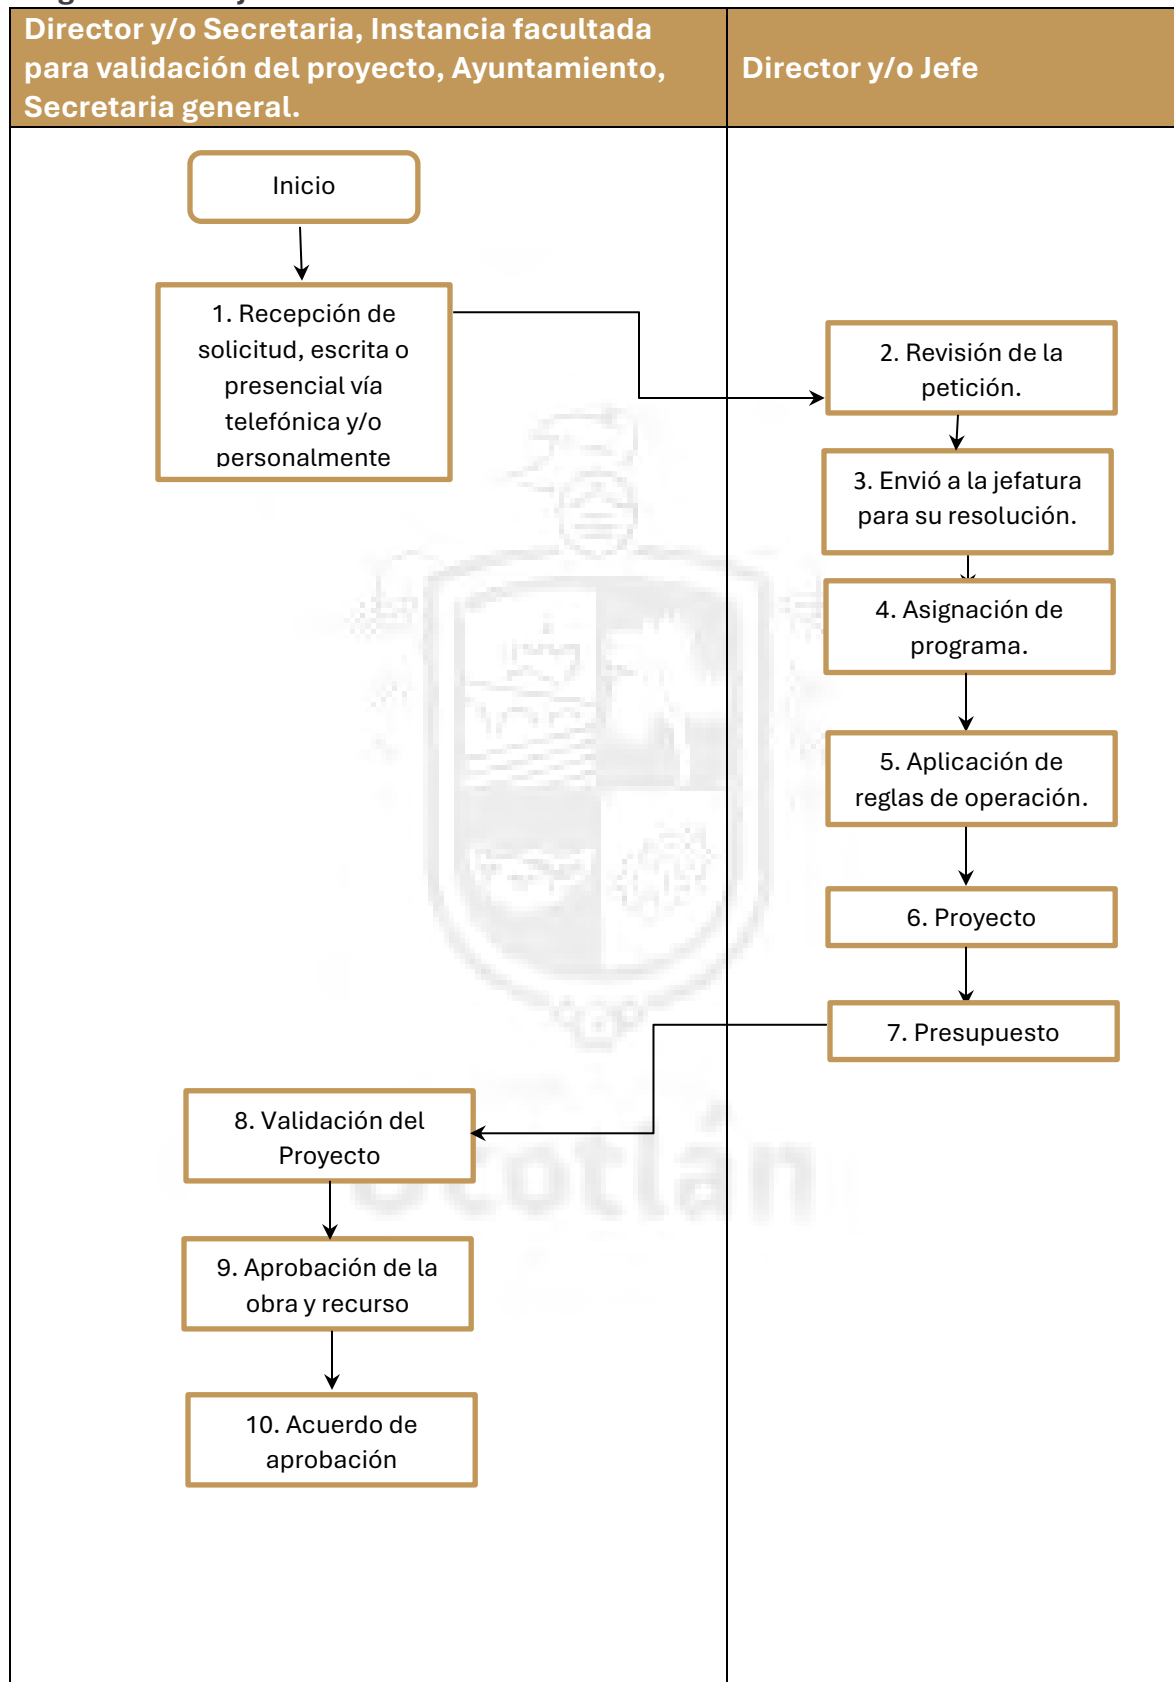 Director y/o Secretaria, Instancia facultada
para validación del proyecto, Ayuntamiento,
Secretaria general.
Director y/o Jefe
Inicio
1. Recepción de
solicitud, escrita o
presencial vía
telefónica y/o
personalmente
2. Revisión de la
petición.
3. Envió a la jefatura
para su resolución.
4. Asignación de
programa.
5. Aplicación de
reglas de operación.
6. Proyecto
7. Presupuesto
8. Validación del
Proyecto
9. Aprobación de la
obra y recurso
10. Acuerdo de
aprobación
Ocotlán